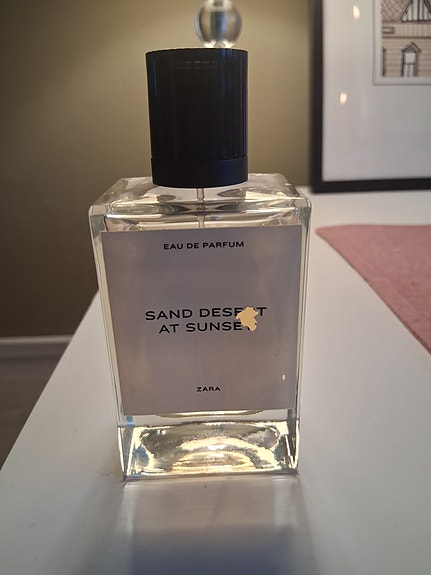 EAU DE PARFUM
SAND DESERT
AT SUNSET
ZARA